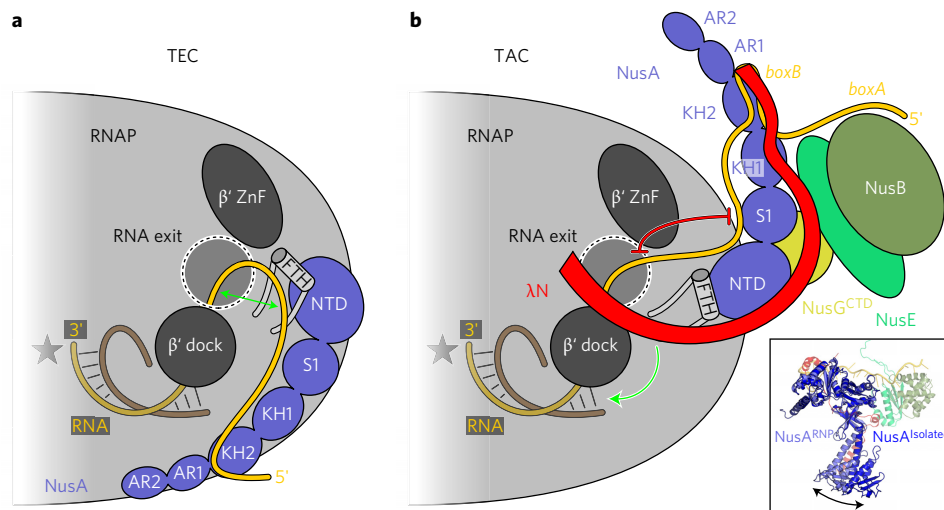 a
TEC
RNAP
β‘ ZnF
RNA exit
FTH
NTD
3'
β‘ dock
S1
RNA
KH1
KH2
AR1
AR2
NusA
5'
b
TAC
AR2
AR1
NusA
boxB
boxA
5'
KH2
RNAP
KH1
NusB
β‘ ZnF
S1
RNA exit
λN
FTH
NTD
NusG^CTD
NusE
3'
β‘ dock
RNA
NusA^RNP
NusA^Isolate